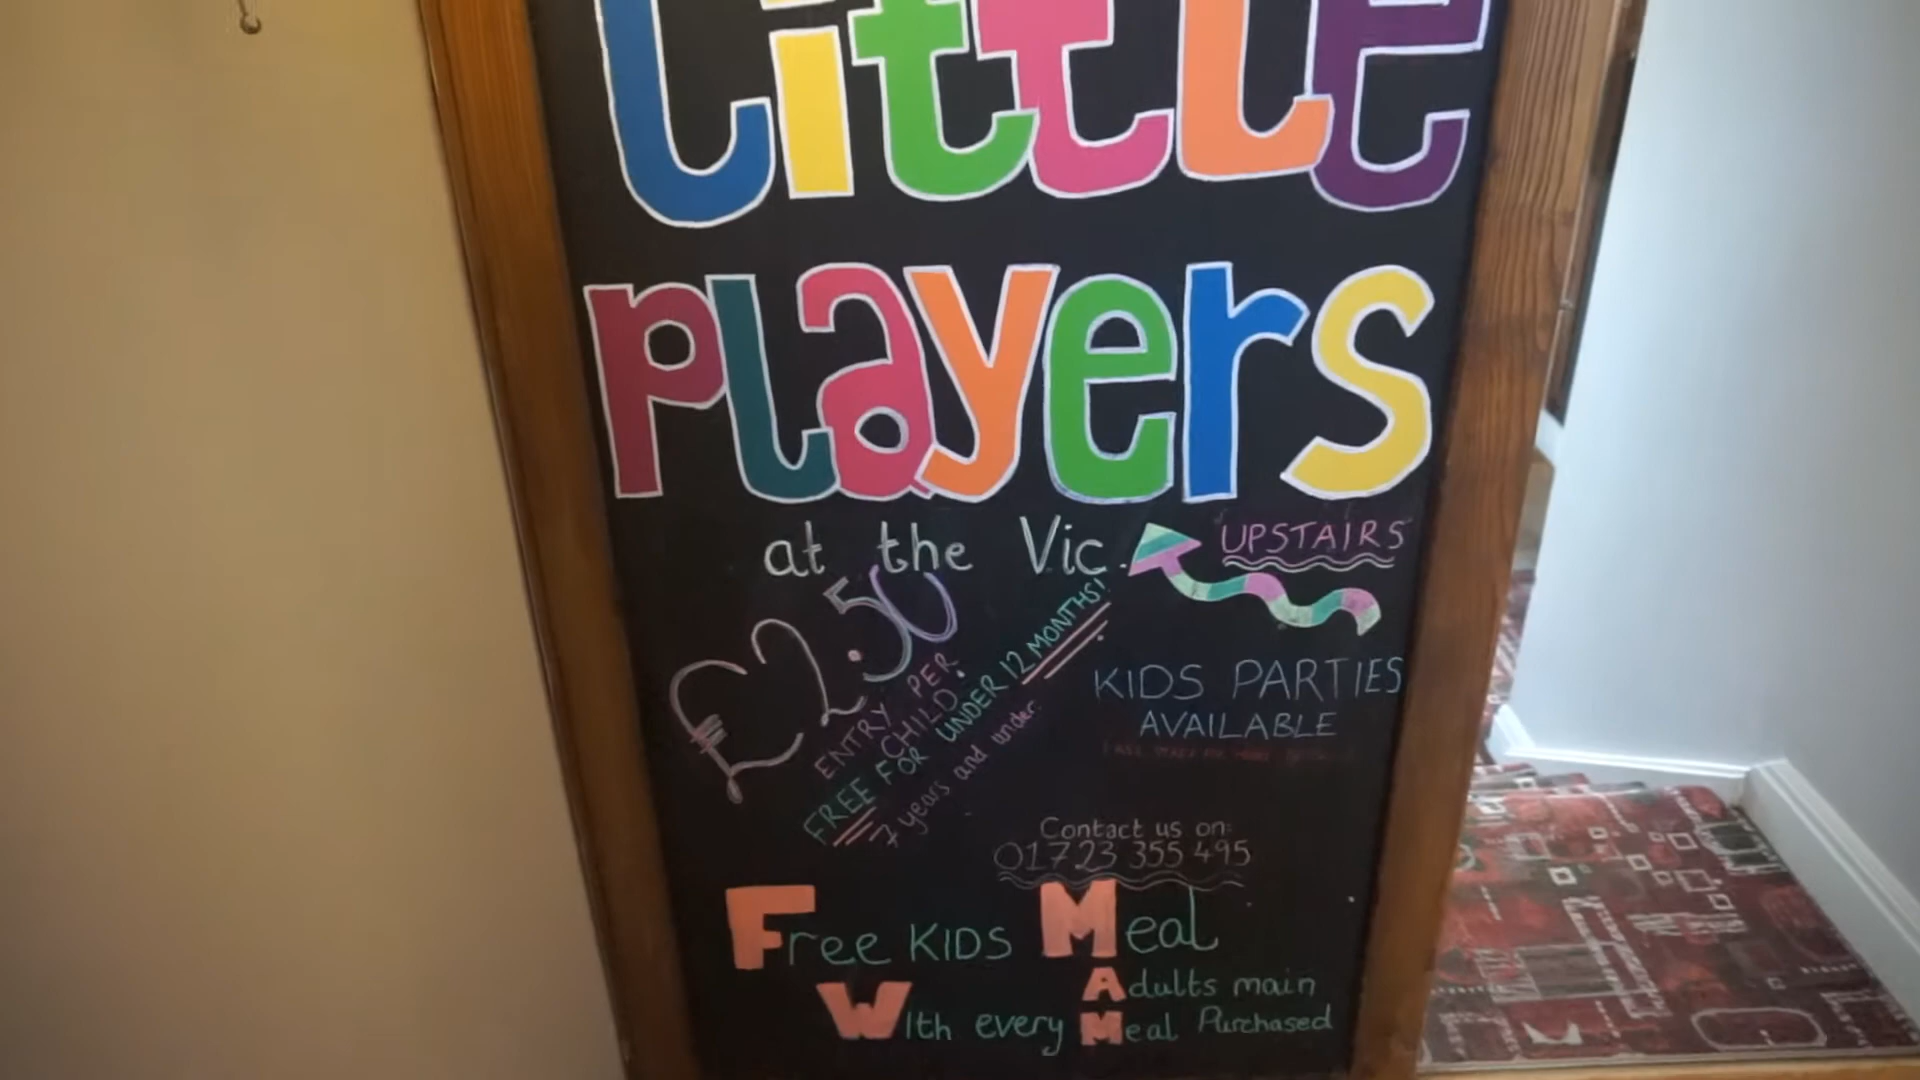 Little
players
at the Vic.
UPSTAIRS
£2.50
ENTRY PER
CHILD.
FREE FOR UNDER 12 MONTHS!
7 years and under.
KIDS PARTIES
AVAILABLE
Contact us on:
01723 355 495
Free KIDS Meal
With every Adults main
Meal Purchased